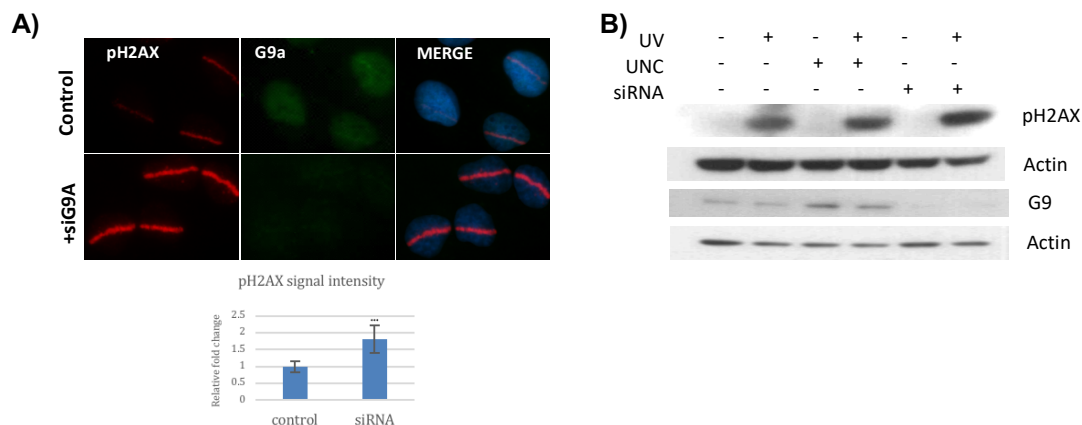 A)
pH2AX G9a MERGE
Control
+siG9A
pH2AX signal intensity
Relative fold change
2.5
2
1.5
1
0.5
0
***
control siRNA
B)
UV - + - + - +
UNC - - + + - -
siRNA - - - - + +
pH2AX
Actin
G9
Actin